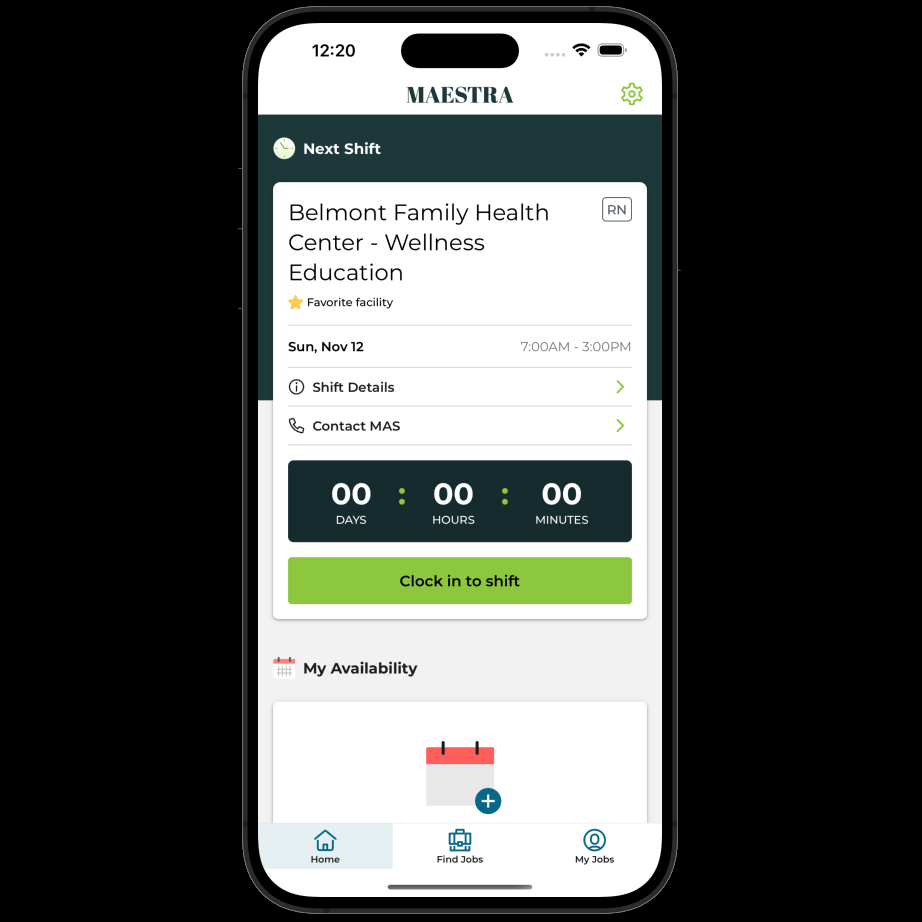 12:20
MAESTRA
Next Shift
Belmont Family Health
Center - Wellness
Education
RN
Favorite facility
Sun, Nov 12 7:00AM - 3:00PM
Shift Details
Contact MAS
00 : 00 : 00
DAYS HOURS MINUTES
Clock in to shift
My Availability
Home Find Jobs My Jobs